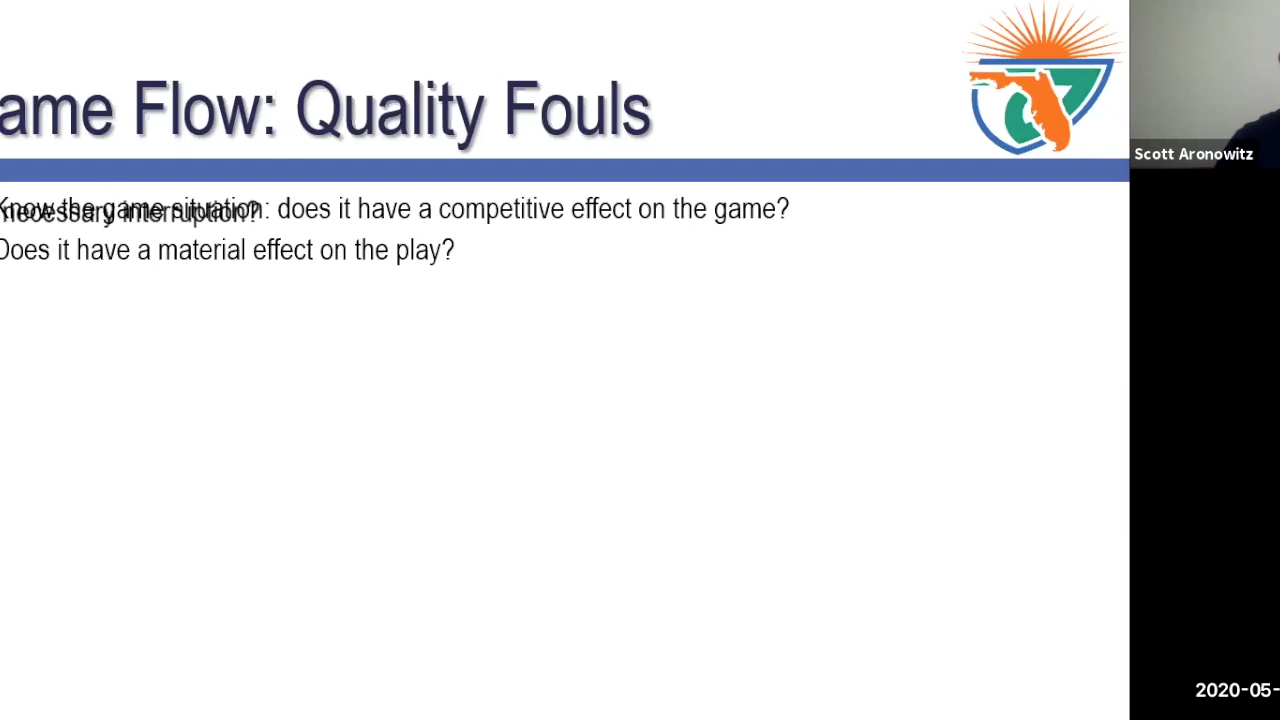 ame Flow: Quality Fouls
Scott Aronowitz
Know the game situation: does it have a competitive effect on the game?
necessary interruption?
Does it have a material effect on the play?
2020-05-